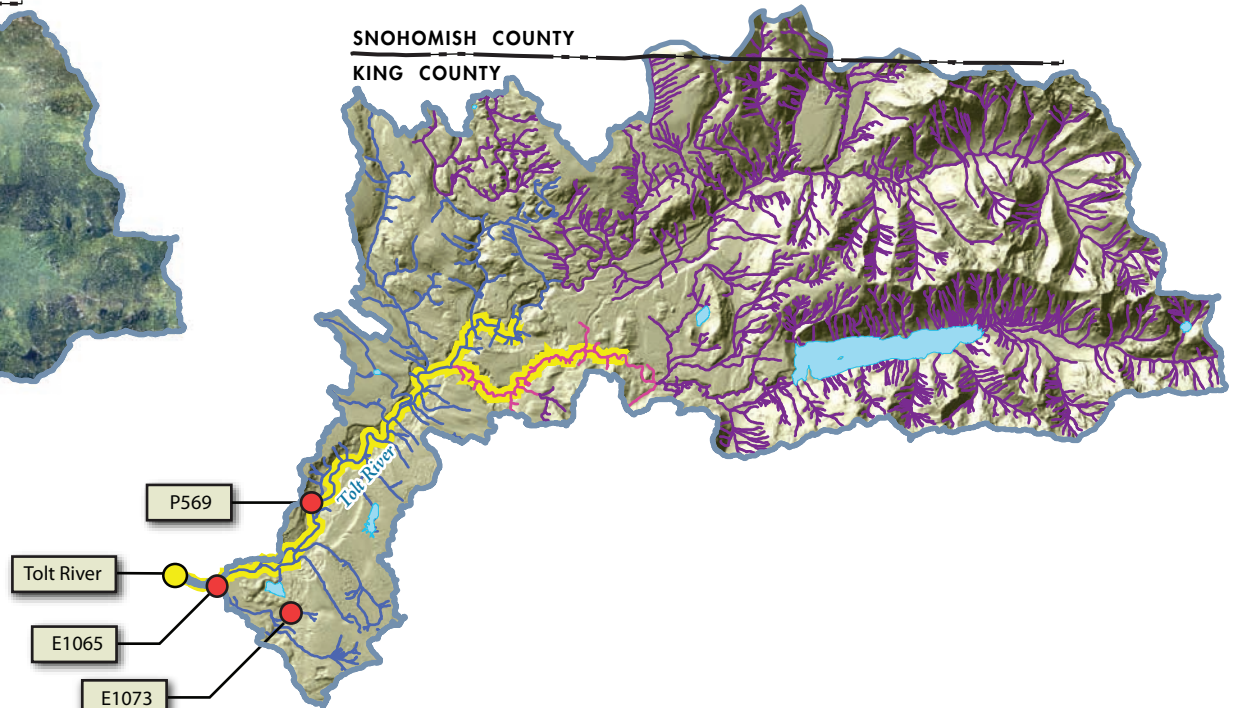 SNOHOMISH COUNTY
KING COUNTY
Tolt River
P569
Tolt River
E1065
E1073